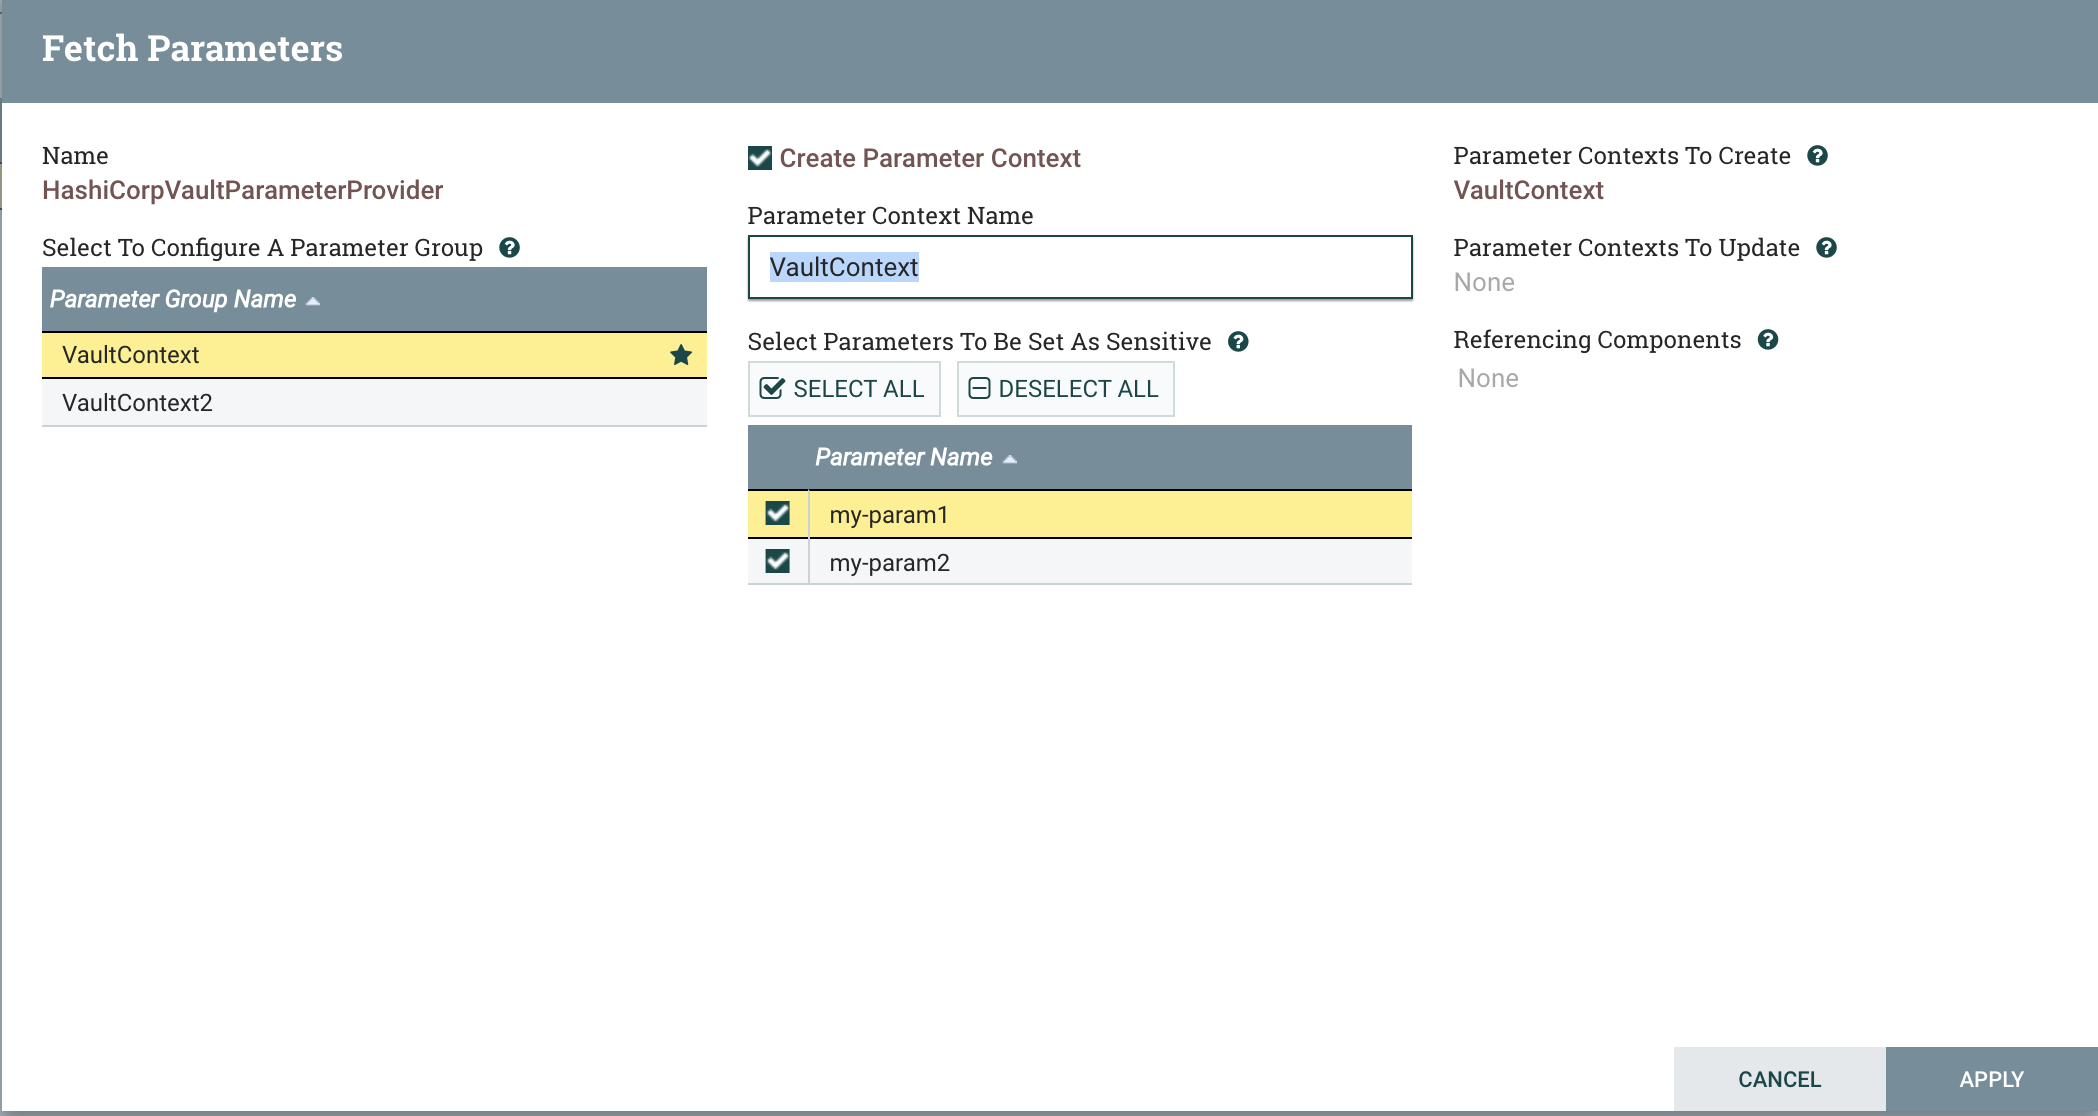 Fetch Parameters
Name
HashiCorpVaultParameterProvider
Select To Configure A Parameter Group
Parameter Group Name
VaultContext
VaultContext2
Create Parameter Context
Parameter Context Name
VaultContext
Select Parameters To Be Set As Sensitive
SELECT ALL DESELECT ALL
Parameter Name
my-param1
my-param2
Parameter Contexts To Create
VaultContext
Parameter Contexts To Update
None
Referencing Components
None
CANCEL APPLY